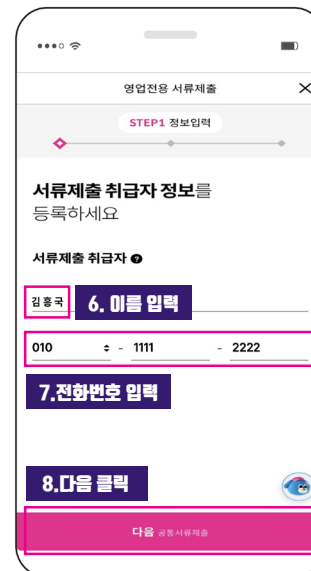 영업전용 서류제출
STEP1 정보입력
서류제출 취급자 정보를
등록하세요
서류제출 취급자 ?
김흥국
6. 이름 입력
010 - 1111 - 2222
7.전화번호 입력
8.다음 클릭
다음 공통서류제출